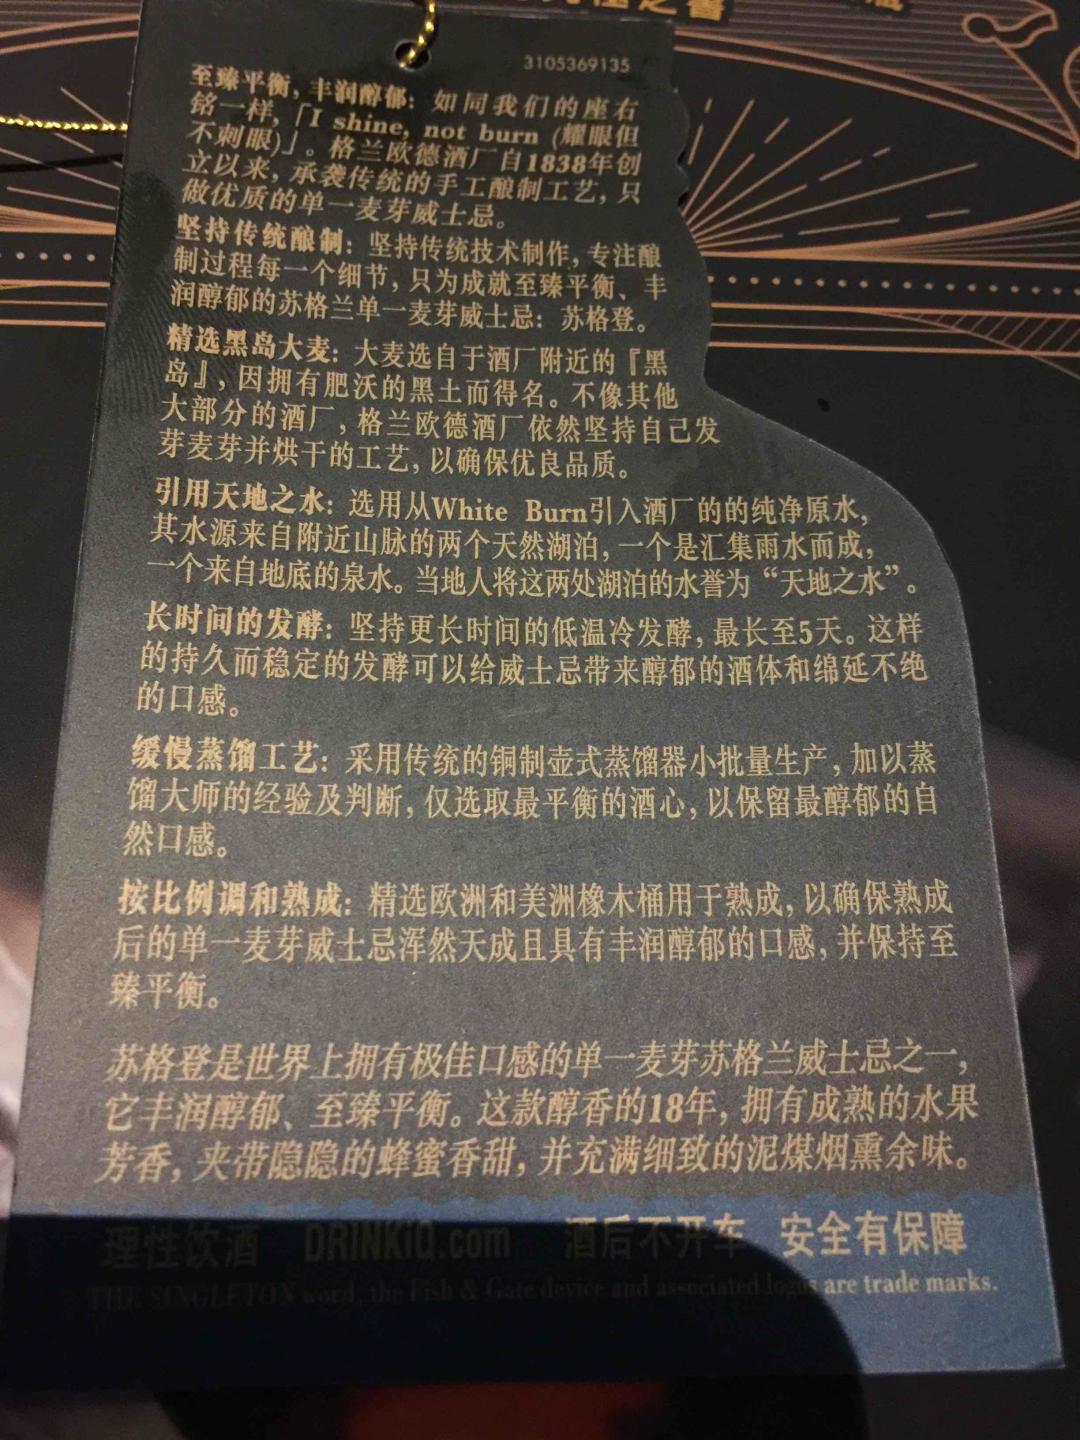 之書
瓶
3105369135
至臻平衡，丰润醇郁：如同我们的座右
铭一样，「I shine, not burn (耀眼但
不刺眼)」。格兰欧德酒厂自1838年创
立以来，承袭传统的手工酿制工艺，只
做优质的单一麦芽威士忌。
坚持传统酿制：坚持传统技术制作，专注酿
制过程每一个细节，只为成就至臻平衡、丰
润醇郁的苏格兰单一麦芽威士忌：苏格登。
精选黑岛大麦：大麦选自于酒厂附近的『黑
岛』，因拥有肥沃的黑土而得名。不像其他
大部分的酒厂，格兰欧德酒厂依然坚持自己发
芽麦芽并烘干的工艺，以确保优良品质。
引用天地之水：选用从White Burn引入酒厂的的纯净原水，
其水源来自附近山脉的两个天然湖泊，一个是汇集雨水而成，
一个来自地底的泉水。当地人将这两处湖泊的水誉为“天地之水”。
长时间的发酵：坚持更长时间的低温冷发酵，最长至5天。这样
的持久而稳定的发酵可以给威士忌带来醇郁的酒体和绵延不绝
的口感。
缓慢蒸馏工艺：采用传统的铜制壶式蒸馏器小批量生产，加以蒸
馏大师的经验及判断，仅选取最平衡的酒心，以保留最醇郁的自
然口感。
按比例调和熟成：精选欧洲和美洲橡木桶用于熟成，以确保熟成
后的单一麦芽威士忌浑然天成且具有丰润醇郁的口感，并保持至
臻平衡。
苏格登是世界上拥有极佳口感的单一麦芽苏格兰威士忌之一，
它丰润醇郁、至臻平衡。这款醇香的18年，拥有成熟的水果
芳香，夹带隐隐的蜂蜜香甜，并充满细致的泥煤烟熏余味。
理性饮酒 DRINKiQ.com 酒后不开车 安全有保障
THE SINGLETON word, the Fish & Gate device and associated logos are trade marks.